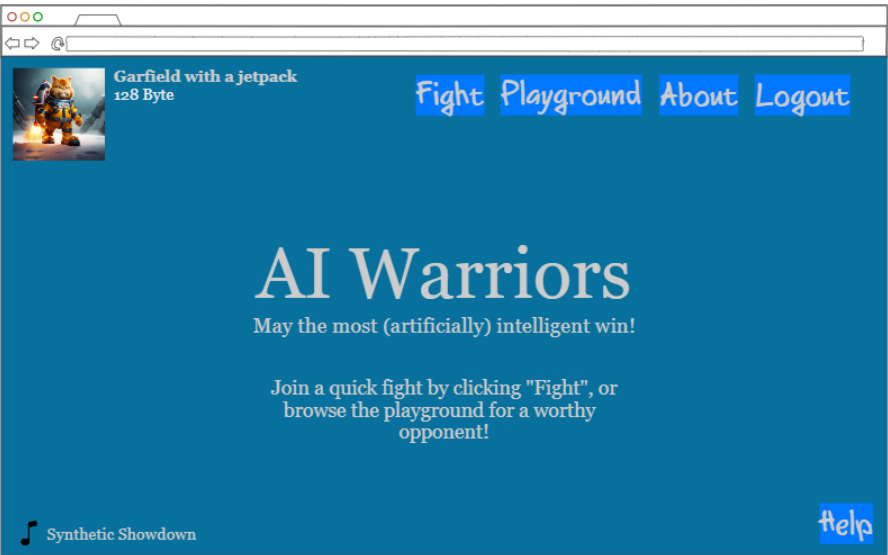 Garfield with a jetpack
128 Byte
Fight Playground About Logout
AI Warriors
May the most (artificially) intelligent win!
Join a quick fight by clicking "Fight", or
browse the playground for a worthy
opponent!
Synthetic Showdown
Help